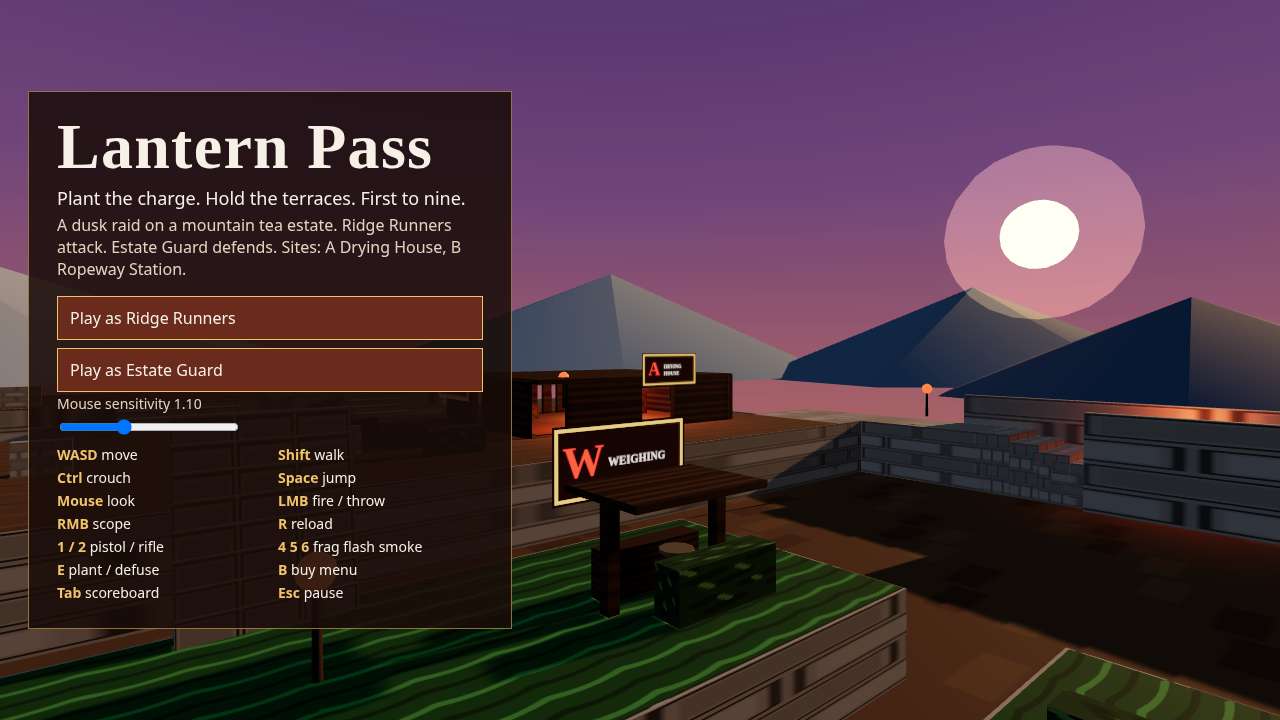 Lantern Pass
Plant the charge. Hold the terraces. First to nine.
A dusk raid on a mountain tea estate. Ridge Runners
attack. Estate Guard defends. Sites: A Drying House, B
Ropeway Station.
Play as Ridge Runners
Play as Estate Guard
Mouse sensitivity 1.10
WASD move
Shift walk
Ctrl crouch
Space jump
Mouse look
LMB fire / throw
RMB scope
R reload
1 / 2 pistol / rifle
4 5 6 frag flash smoke
E plant / defuse
B buy menu
Tab scoreboard
Esc pause
A DRYING
HOUSE
W WEIGHING